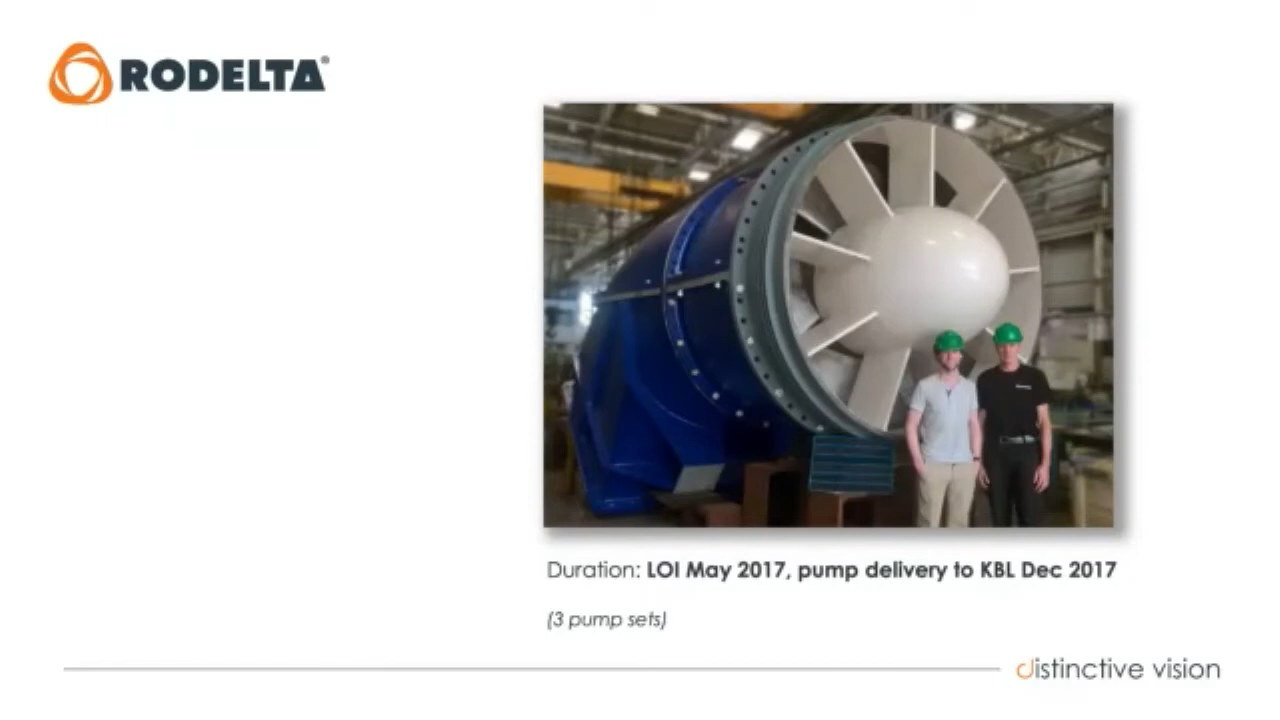 RODELTA®
Duration: LOI May 2017, pump delivery to KBL Dec 2017
(3 pump sets)
distinctive vision